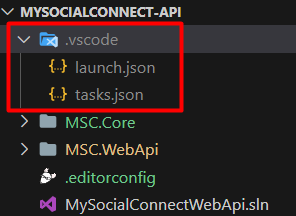 MYSOCIALCONNECT-API
.vscode
launch.json
tasks.json
MSC.Core
MSC.WebApi
.editorconfig
MySocialConnectWebApi.sln